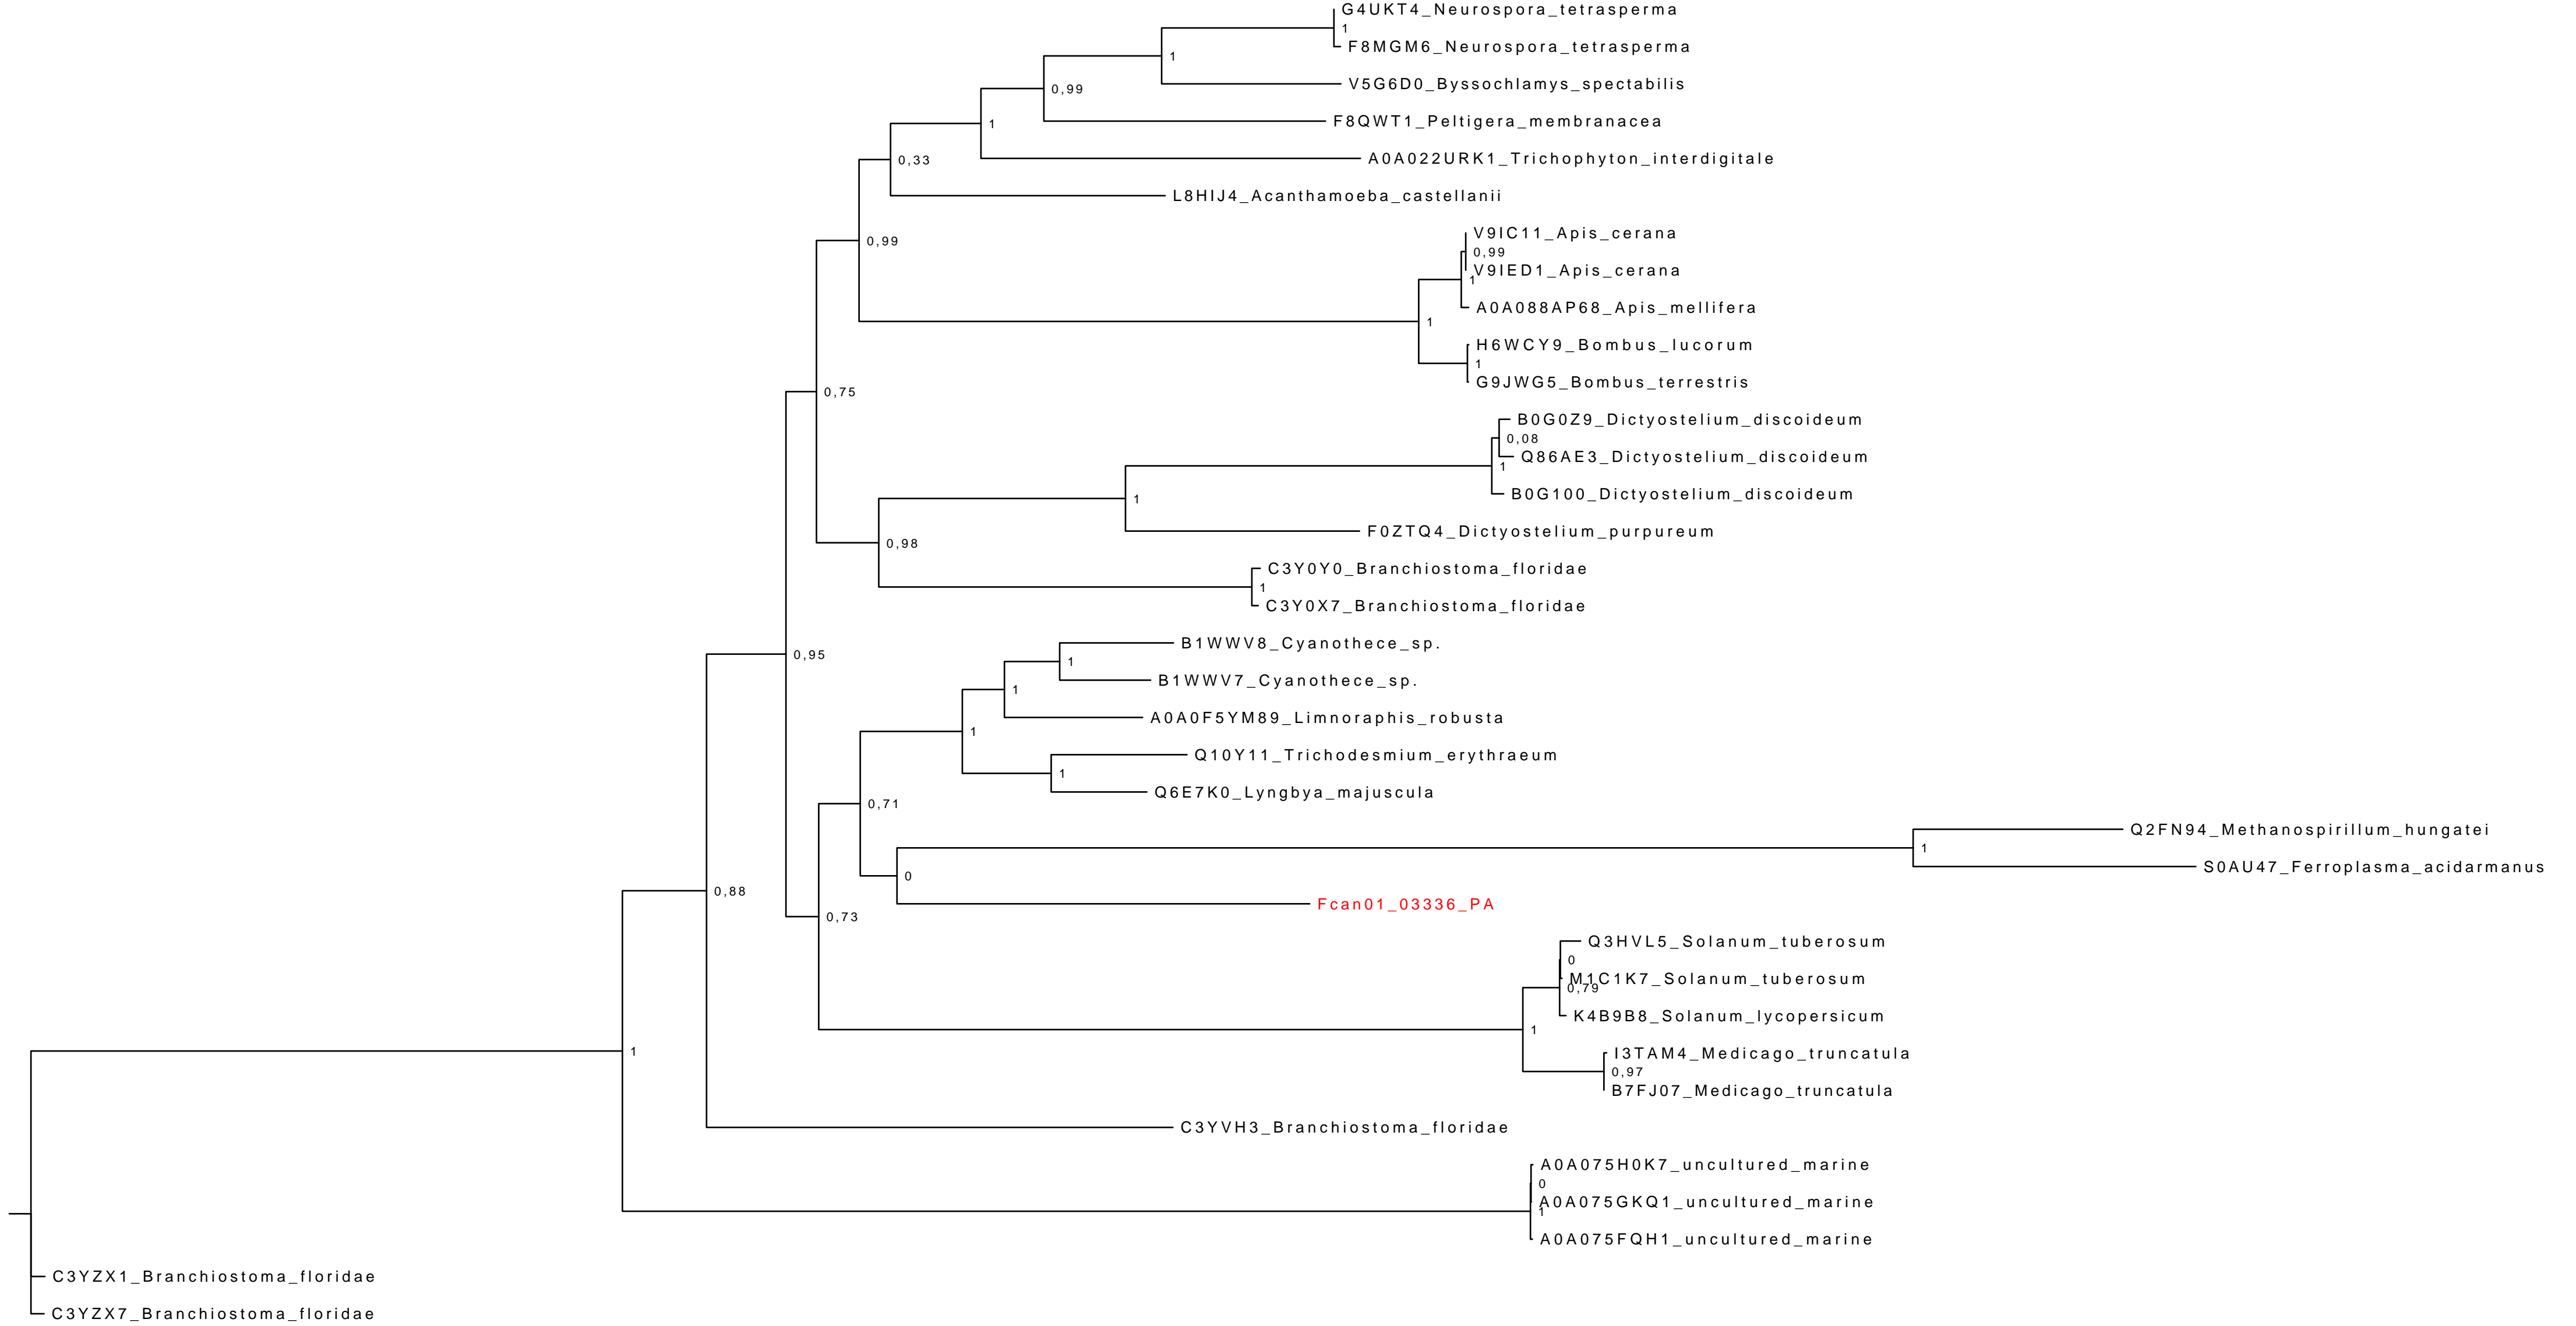 G4UKT4_Neurospora_tetrasperma
1
F8MGM6_Neurospora_tetrasperma
1
V5G6D0_Byssochlamys_spectabilis
0,99
F8QWT1_Peltigera_membranacea
1
A0A022URK1_Trichophyton_interdigitale
0,33
L8HIJ4_Acanthamoeba_castellanii
V9IC11_Apis_cerana
0,99
0,99
V9IED1_Apis_cerana
1
A0A088AP68_Apis_mellifera
1
H6WCY9_Bombus_lucorum
1
G9JWG5_Bombus_terrestris
0,75
B0G0Z9_Dictyostelium_discoideum
0,08
Q86AE3_Dictyostelium_discoideum
1
B0G100_Dictyostelium_discoideum
1
F0ZTQ4_Dictyostelium_purpureum
0,98
C3Y0Y0_Branchiostoma_floridae
1
C3Y0X7_Branchiostoma_floridae
B1WWV8_Cyanothece_sp.
0,95
1
B1WWV7_Cyanothece_sp.
1
A0A0F5YM89_Limnoraphis_robusta
1
Q10Y11_Trichodesmium_erythraeum
1
Q6E7K0_Lyngbya_majuscula
0,71
Q2FN94_Methanospirillum_hungatei
1
S0AU47_Ferroplasma_acidarmanus
0
0,88
Fcan01_03336_PA
0,73
Q3HVL5_Solanum_tuberosum
0
M1C1K7_Solanum_tuberosum
0,79
K4B9B8_Solanum_lycopersicum
1
1
I3TAM4_Medicago_truncatula
0,97
B7FJ07_Medicago_truncatula
C3YVH3_Branchiostoma_floridae
A0A075H0K7_uncultured_marine
0
A0A075GKQ1_uncultured_marine
1
A0A075FQH1_uncultured_marine
C3YZX1_Branchiostoma_floridae
C3YZX7_Branchiostoma_floridae